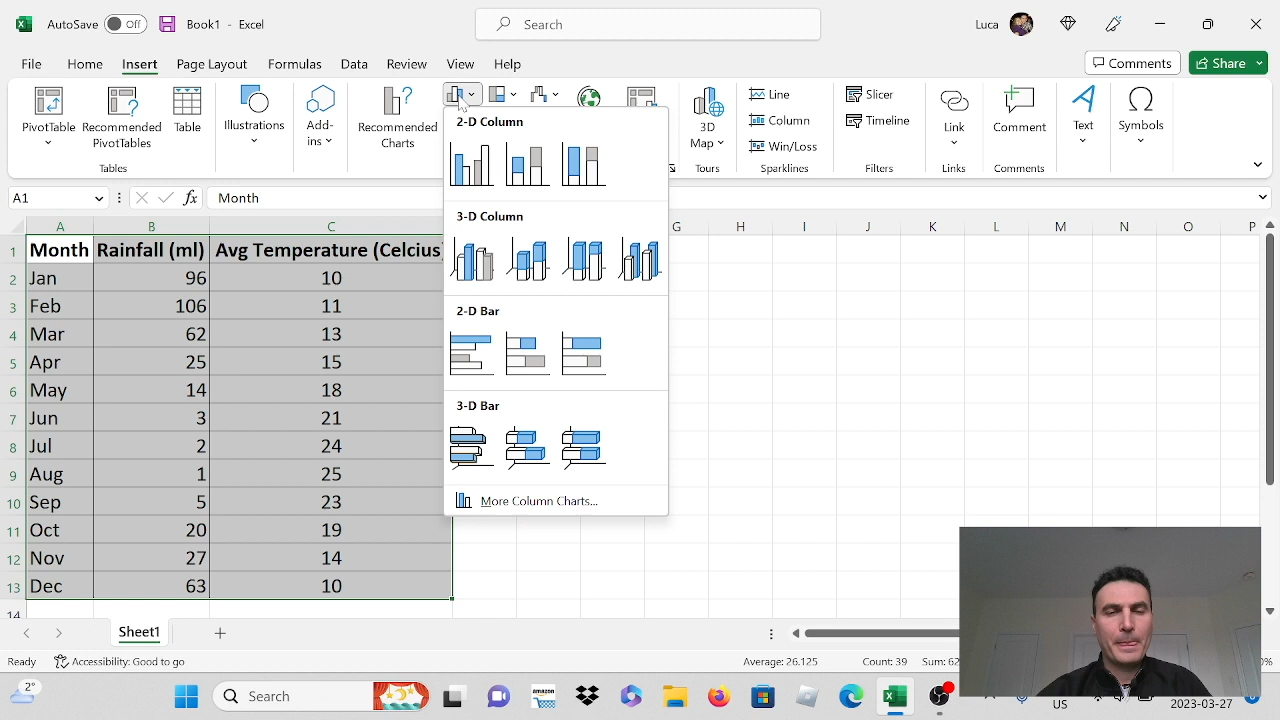 AutoSave Off Book1 - Excel Search Luca
File Home Insert Page Layout Formulas Data Review View Help Comments Share
PivotTable Recommended PivotTables Table Illustrations Add-ins Recommended Charts 3D Map Line Column Win/Loss Slicer Timeline Link Comment Text Symbols
Tables Tours Sparklines Filters Links Comments
2-D Column
3-D Column
2-D Bar
3-D Bar
More Column Charts...
A1 fx Month
A B C G H I J K L M N O P
1 Month Rainfall (ml) Avg Temperature (Celcius)
2 Jan 96 10
3 Feb 106 11
4 Mar 62 13
5 Apr 25 15
6 May 14 18
7 Jun 3 21
8 Jul 2 24
9 Aug 1 25
10 Sep 5 23
11 Oct 20 19
12 Nov 27 14
13 Dec 63 10
14
Sheet1
Ready Accessibility: Good to go Average: 26.125 Count: 39 Sum: 62
2° Search amazon US 2023-03-27